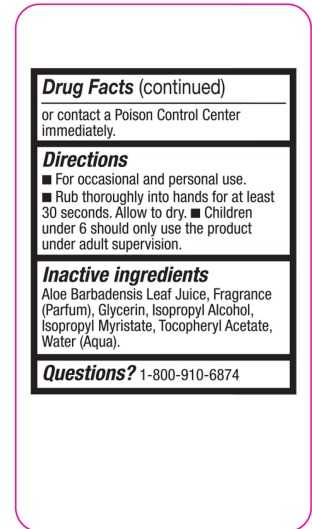 Drug Facts (continued)
or contact a Poison Control Center
immediately.
Directions
■ For occasional and personal use.
■ Rub thoroughly into hands for at least
30 seconds. Allow to dry. ■ Children
under 6 should only use the product
under adult supervision.
Inactive ingredients
Aloe Barbadensis Leaf Juice, Fragrance
(Parfum), Glycerin, Isopropyl Alcohol,
Isopropyl Myristate, Tocopheryl Acetate,
Water (Aqua).
Questions? 1-800-910-6874